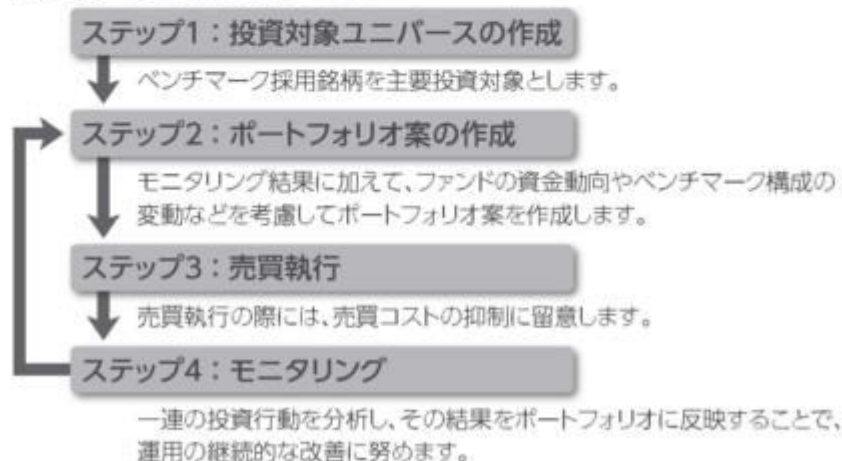 ステップ1：投資対象ユニバースの作成
ベンチマーク採用銘柄を主要投資対象とします。
ステップ2：ポートフォリオ案の作成
モニタリング結果に加えて、ファンドの資金動向やベンチマーク構成の
変動などを考慮してポートフォリオ案を作成します。
ステップ3：売買執行
売買執行の際には、売買コストの抑制に留意します。
ステップ4：モニタリング
一連の投資行動を分析し、その結果をポートフォリオに反映することで、
運用の継続的な改善に努めます。